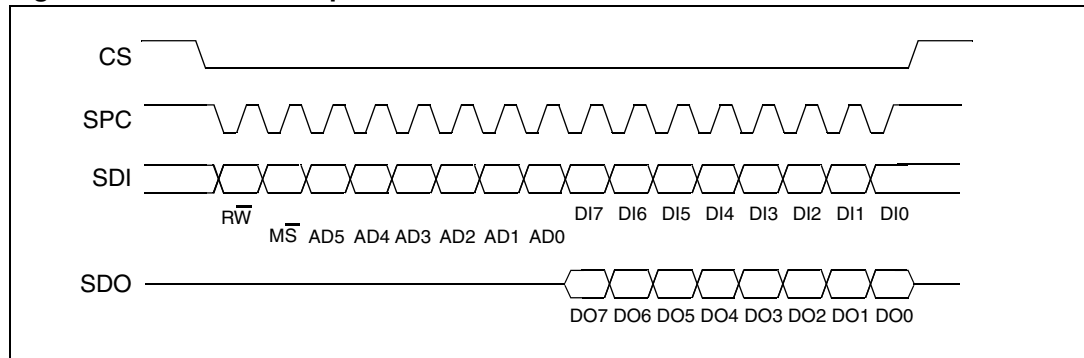 CS
SPC
SDI
DI7 DI6 DI5 DI4 DI3 DI2 DI1 DI0
RW̅
MS̅ AD5 AD4 AD3 AD2 AD1 AD0
SDO
DO7 DO6 DO5 DO4 DO3 DO2 DO1 DO0